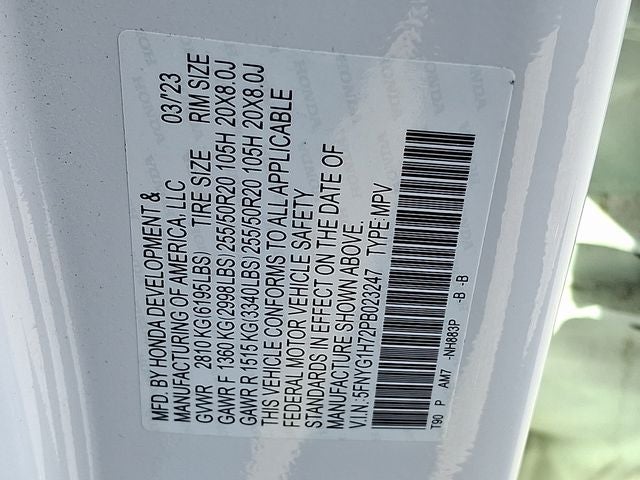 MFD. BY HONDA DEVELOPMENT &
MANUFACTURING OF AMERICA, LLC 03/'23
GVWR 2810 KG(6195LBS) TIRE SIZE RIM SIZE
GAWR F 1360 KG(2998LBS) 255/50R20 105H 20X8.0J
GAWR R 1515 KG(3340LBS) 255/50R20 105H 20X8.0J
THIS VEHICLE CONFORMS TO ALL APPLICABLE
FEDERAL MOTOR VEHICLE SAFETY
STANDARDS IN EFFECT ON THE DATE OF
MANUFACTURE SHOWN ABOVE.
V.I.N.:5FNYG1H72PB023247 TYPE:MPV
T90 P AM7 -NH883P -B -B